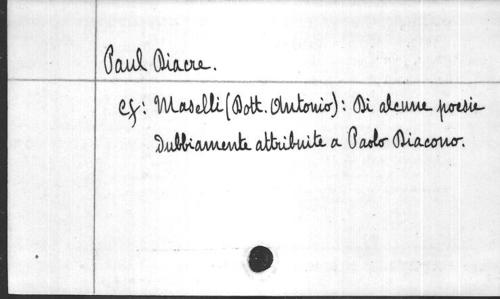 Paul Diacre.
cf: Maselli (Dott. Antonio): Di alcune poesie
Dubbiamente attribuite a Paolo Diacono.